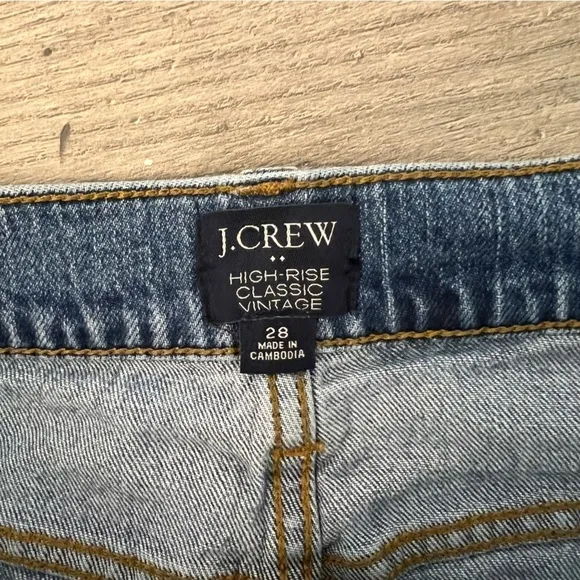 J.CREW
HIGH-RISE
CLASSIC
VINTAGE
28
MADE IN
CAMBODIA